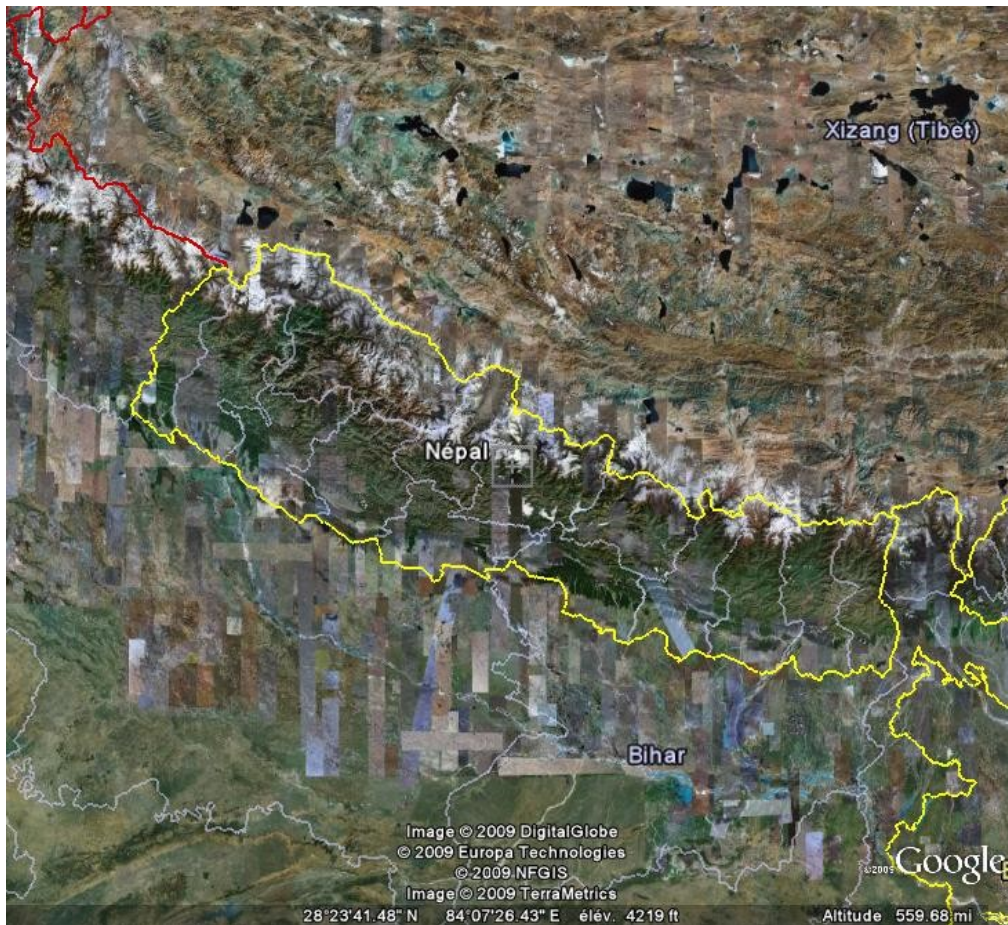 Xizang (Tibet)
Népal
Bihar
Image © 2009 DigitalGlobe
© 2009 Europa Technologies
© 2009 NFGIS
Image © 2009 TerraMetrics
©2009 Google
28°23'41.48" N 84°07'26.43" E élév. 4219 ft Altitude 559.68 mi